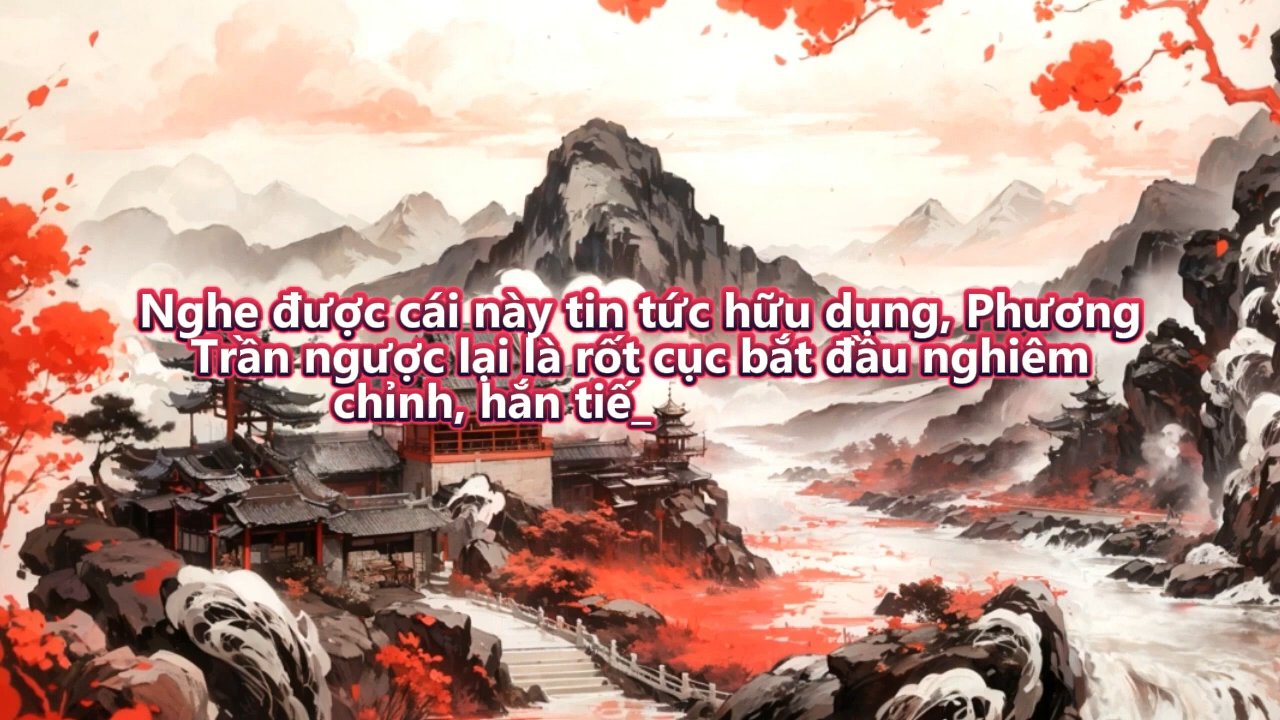 Nghe được cái này tin tức hữu dụng, Phương
Trần ngược lại là rốt cục bắt đầu nghiêm
chỉnh, hắn tiế_